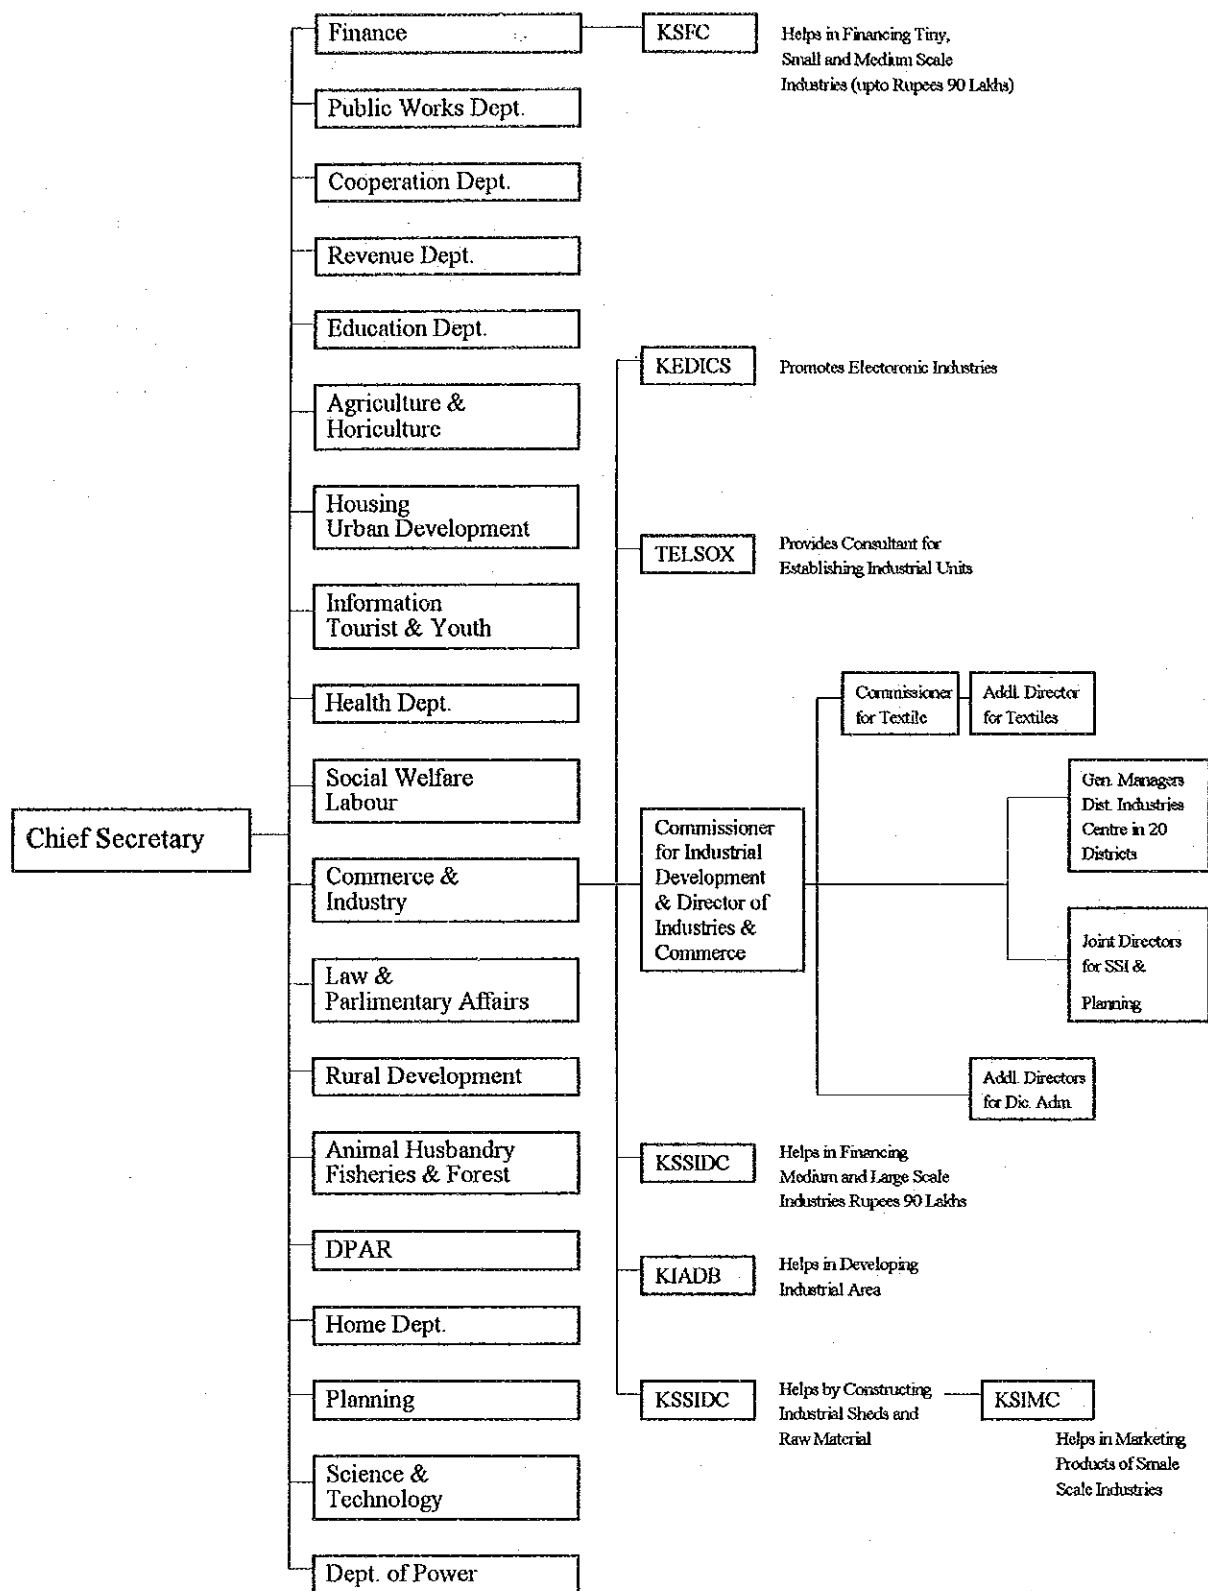 Finance
KSFC
Helps in Financing Tiny,
Small and Medium Scale
Industries (upto Rupees 90 Lakhs)
Public Works Dept.
Cooperation Dept.
Revenue Dept.
Education Dept.
KEDICS
Promotes Electoronic Industries
Agriculture &
Horiculture
Housing
Urban Development
TELSOX
Provides Consultant for
Establishing Industrial Units
Information
Tourist & Youth
Health Dept.
Commissioner
for Textile
Addl. Director
for Textiles
Social Welfare
Labour
Gen. Managers
Dist. Industries
Centre in 20
Districts
Chief Secretary
Commerce &
Industry
Commissioner
for Industrial
Development
& Director of
Industries &
Commerce
Joint Directors
for SSI &
Planning
Law &
Parlimentary Affairs
Rural Development
Addl. Directors
for Dic. Adm.
Animal Husbandry
Fisheries & Forest
KSSIDC
Helps in Financing
Medium and Large Scale
Industries Rupees 90 Lakhs
DPAR
KIADB
Helps in Developing
Industrial Area
Home Dept.
Planning
KSSIDC
Helps by Constructing
Industrial Sheds and
Raw Material
KSIMC
Helps in Marketing
Products of Smale
Scale Industries
Science &
Technology
Dept. of Power